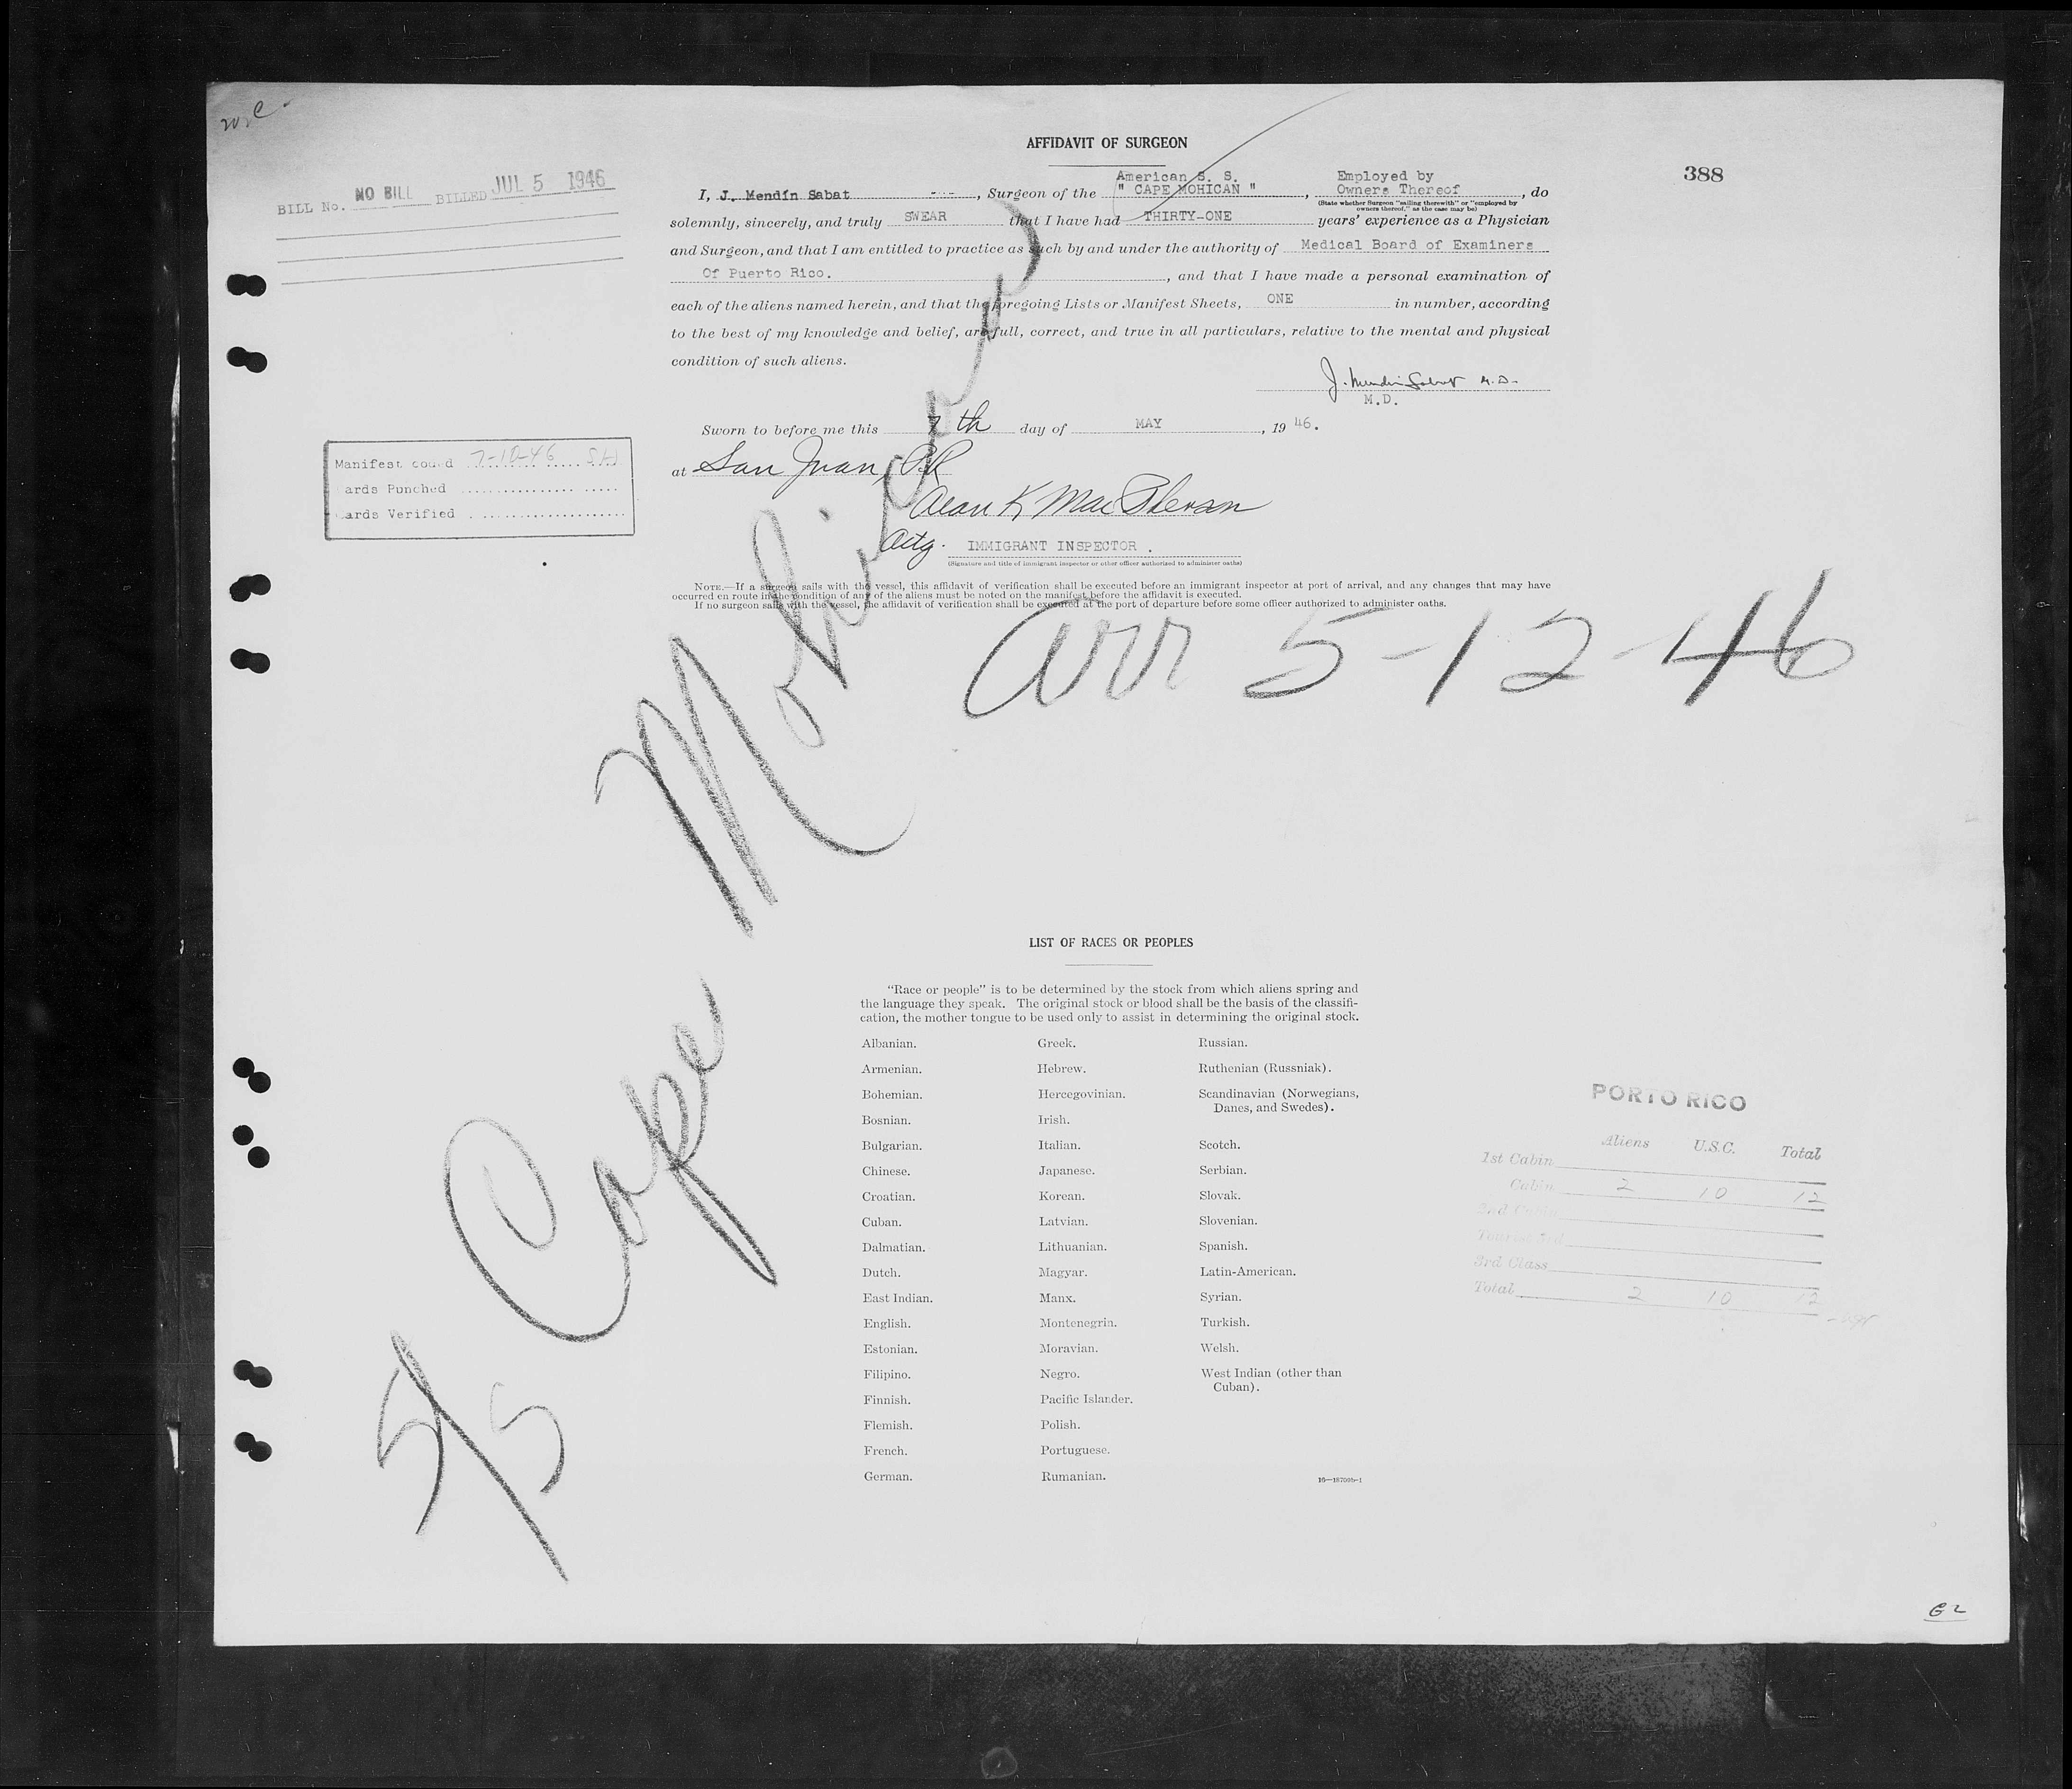 AFFIDAVIT OF SURGEON
388
BILL No. NO BILL BILLED JUL 5 1946
American S. S.
Employed by
I, J. Mendín Sabat ----, Surgeon of the " CAPE MOHICAN ", Owners Thereof, do
(State whether Surgeon "sailing therewith" or "employed by
owners thereof," as the case may be)
solemnly, sincerely, and truly SWEAR that I have had THIRTY-ONE years' experience as a Physician
and Surgeon, and that I am entitled to practice as such by and under the authority of Medical Board of Examiners
Of Puerto Rico. , and that I have made a personal examination of
each of the aliens named herein, and that the foregoing Lists or Manifest Sheets, ONE in number, according
to the best of my knowledge and belief, are full, correct, and true in all particulars, relative to the mental and physical
condition of such aliens.
J. Mendin Sabat M.D.
M.D.
Sworn to before me this 7th day of MAY, 19 46.
at San Juan, P.R
Dean K MacPherson
Actg. IMMIGRANT INSPECTOR .
(Signature and title of immigrant inspector or other officer authorized to administer oaths)
Manifest coded 7-10-46
ards Punched
ards Verified
NOTE.—If a surgeon sails with the vessel, this affidavit of verification shall be executed before an immigrant inspector at port of arrival, and any changes that may have
occurred en route in the condition of any of the aliens must be noted on the manifest before the affidavit is executed.
If no surgeon sails with the vessel, the affidavit of verification shall be executed at the port of departure before some officer authorized to administer oaths.
arr 5-12-46
S/S Cape Mohican
LIST OF RACES OR PEOPLES
"Race or people" is to be determined by the stock from which aliens spring and
the language they speak. The original stock or blood shall be the basis of the classifi-
cation, the mother tongue to be used only to assist in determining the original stock.
Albanian.
Armenian.
Bohemian.
Bosnian.
Bulgarian.
Chinese.
Croatian.
Cuban.
Dalmatian.
Dutch.
East Indian.
English.
Estonian.
Filipino.
Finnish.
Flemish.
French.
German.
Greek.
Hebrew.
Hercegovinian.
Irish.
Italian.
Japanese.
Korean.
Latvian.
Lithuanian.
Magyar.
Manx.
Montenegrin.
Moravian.
Negro.
Pacific Islander.
Polish.
Portuguese.
Rumanian.
Russian.
Ruthenian (Russniak).
Scandinavian (Norwegians,
Danes, and Swedes).
Scotch.
Serbian.
Slovak.
Slovenian.
Spanish.
Latin-American.
Syrian.
Turkish.
Welsh.
West Indian (other than
Cuban).
PORTO RICO
Aliens U.S.C. Total
1st Cabin
Cabin 2 10 12
2nd Cabin
3rd Class
Total 2 10 12
G2